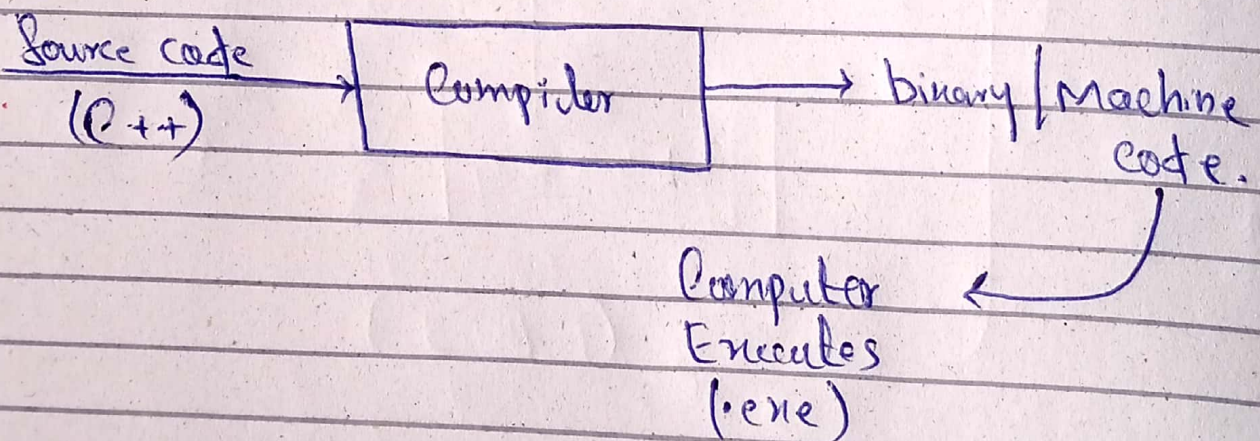 Source code
(C++)
Compiler
binary/Machine
code.
Computer
Executes
(.exe)